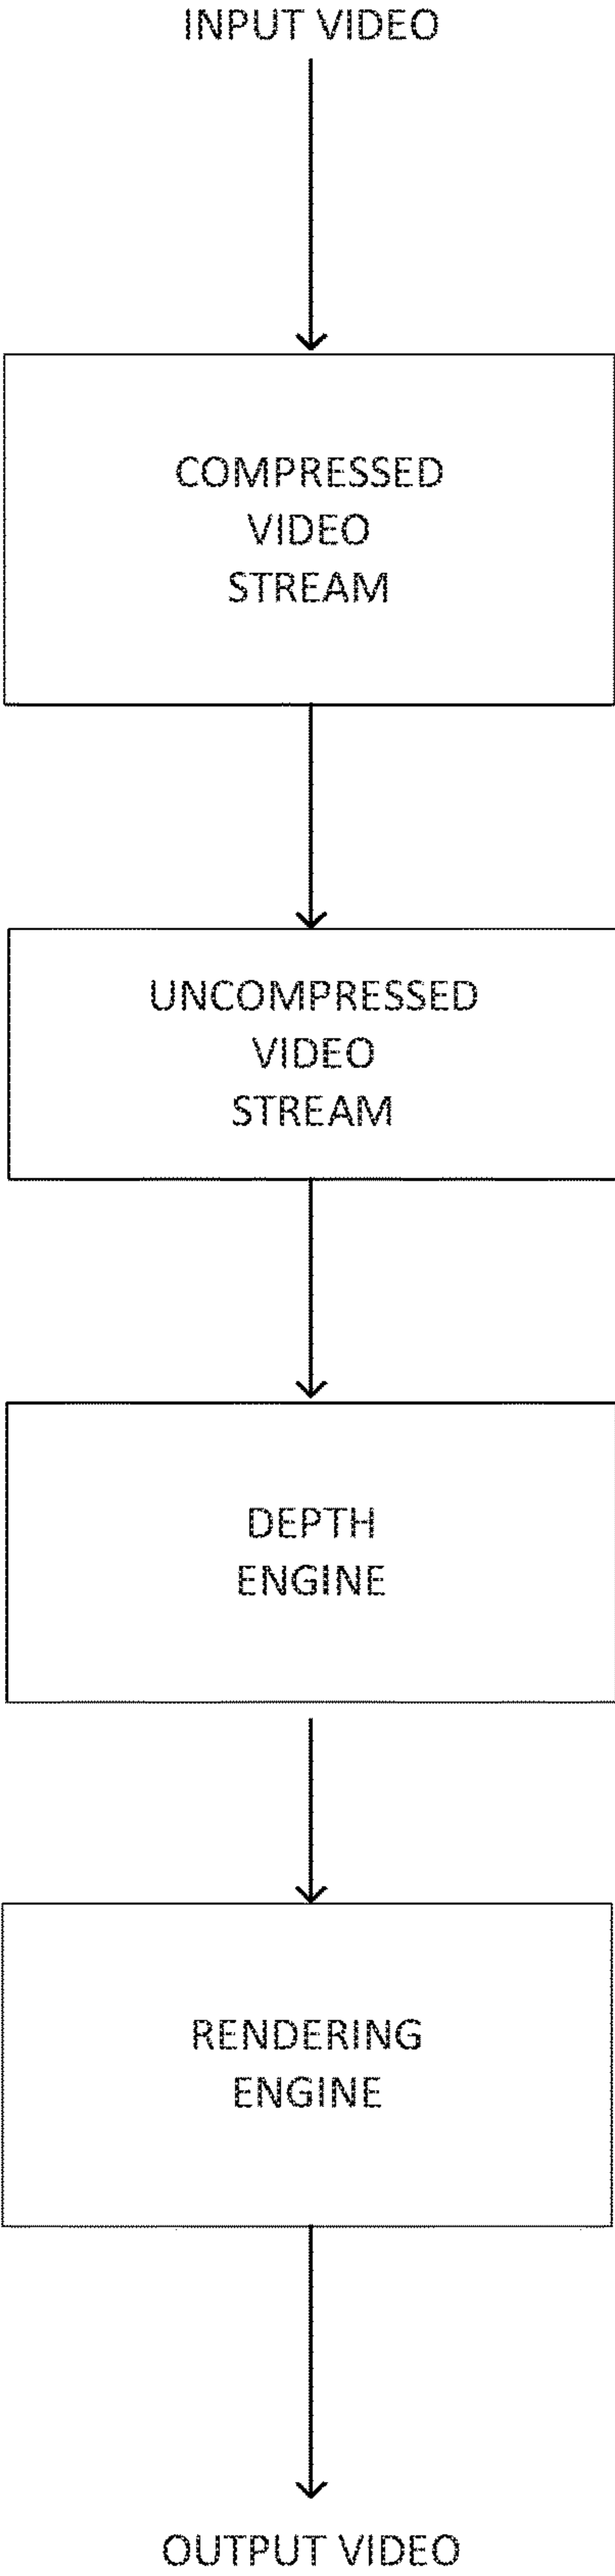 INPUT VIDEO
COMPRESSED
VIDEO
STREAM
UNCOMPRESSED
VIDEO
STREAM
DEPTH
ENGINE
RENDERING
ENGINE
OUTPUT VIDEO